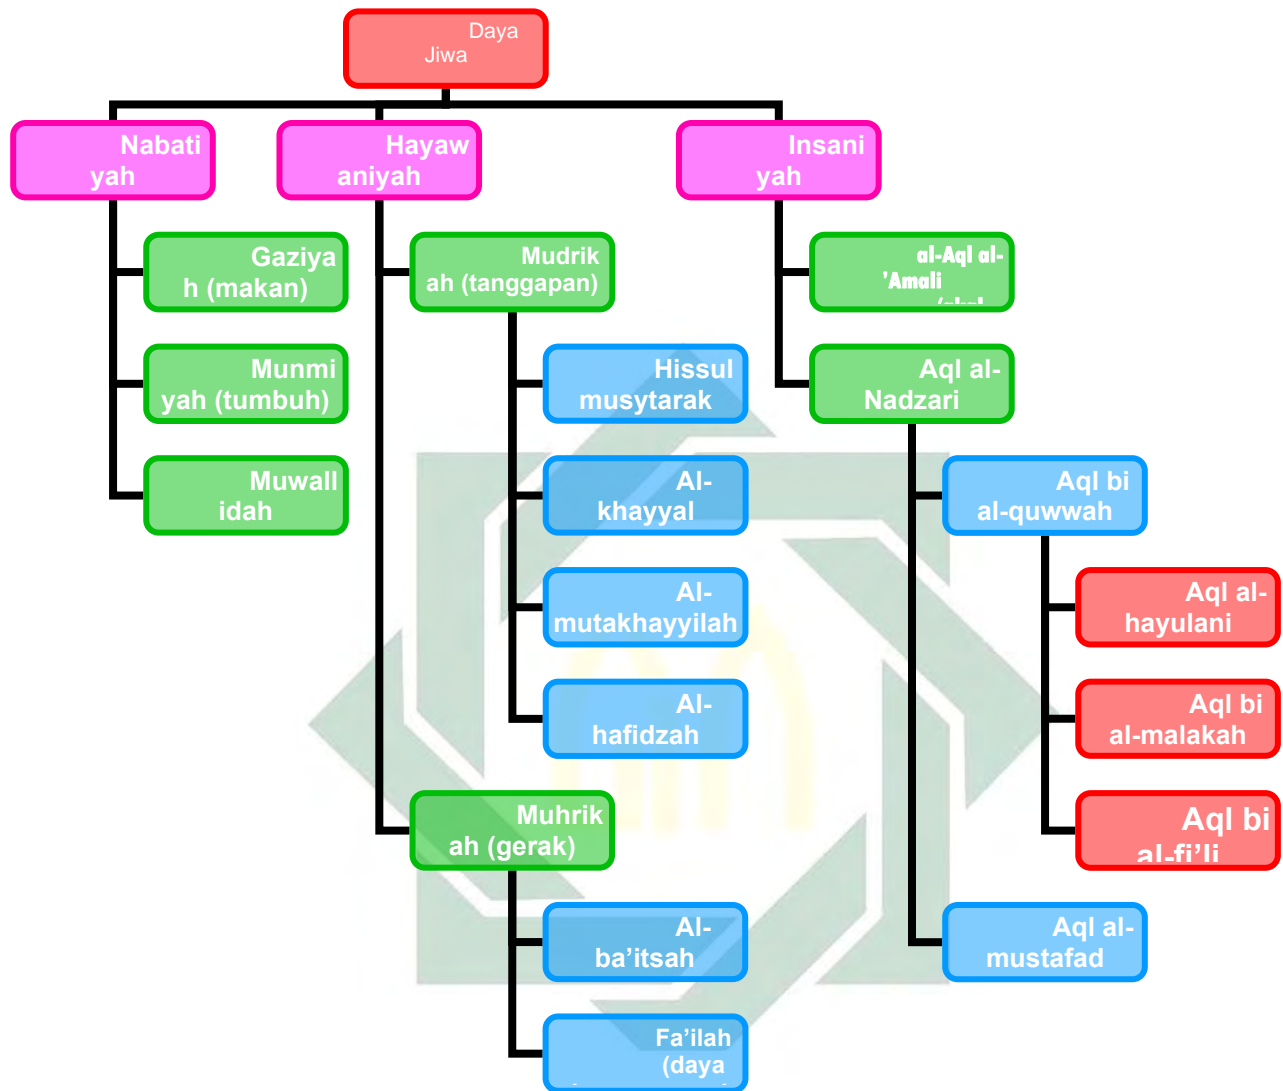 Daya
Jiwa
Nabati
yah
Hayaw
aniyah
Insani
yah
Gaziya
h (makan)
Munmi
yah (tumbuh)
Muwall
idah
Mudrik
ah (tanggapan)
Hissul
musytarak
Al-
khayyal
Al-
mutakhayyilah
Al-
hafidzah
Muhrik
ah (gerak)
Al-
ba’itsah
Fa’ilah
(daya
al-Aql al-
’Amali
Aql al-
Nadzari
Aql bi
al-quwwah
Aql al-
hayulani
Aql bi
al-malakah
Aql bi
al-fi’li
Aql al-
mustafad